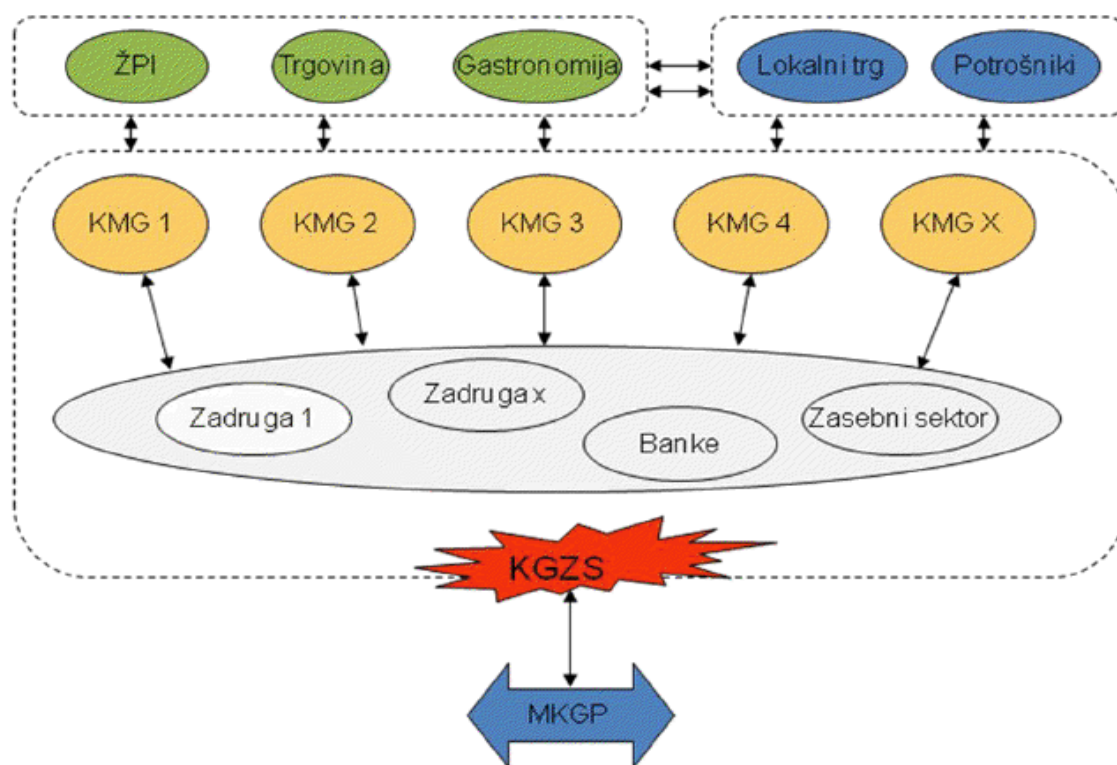 ŽPI
Trgovina
Gastronomija
Lokalni trg
Potrošniki
KMG 1
KMG 2
KMG 3
KMG 4
KMG X
Zadruga 1
Zadruga x
Banke
Zasebni sektor
KGZS
MKGP